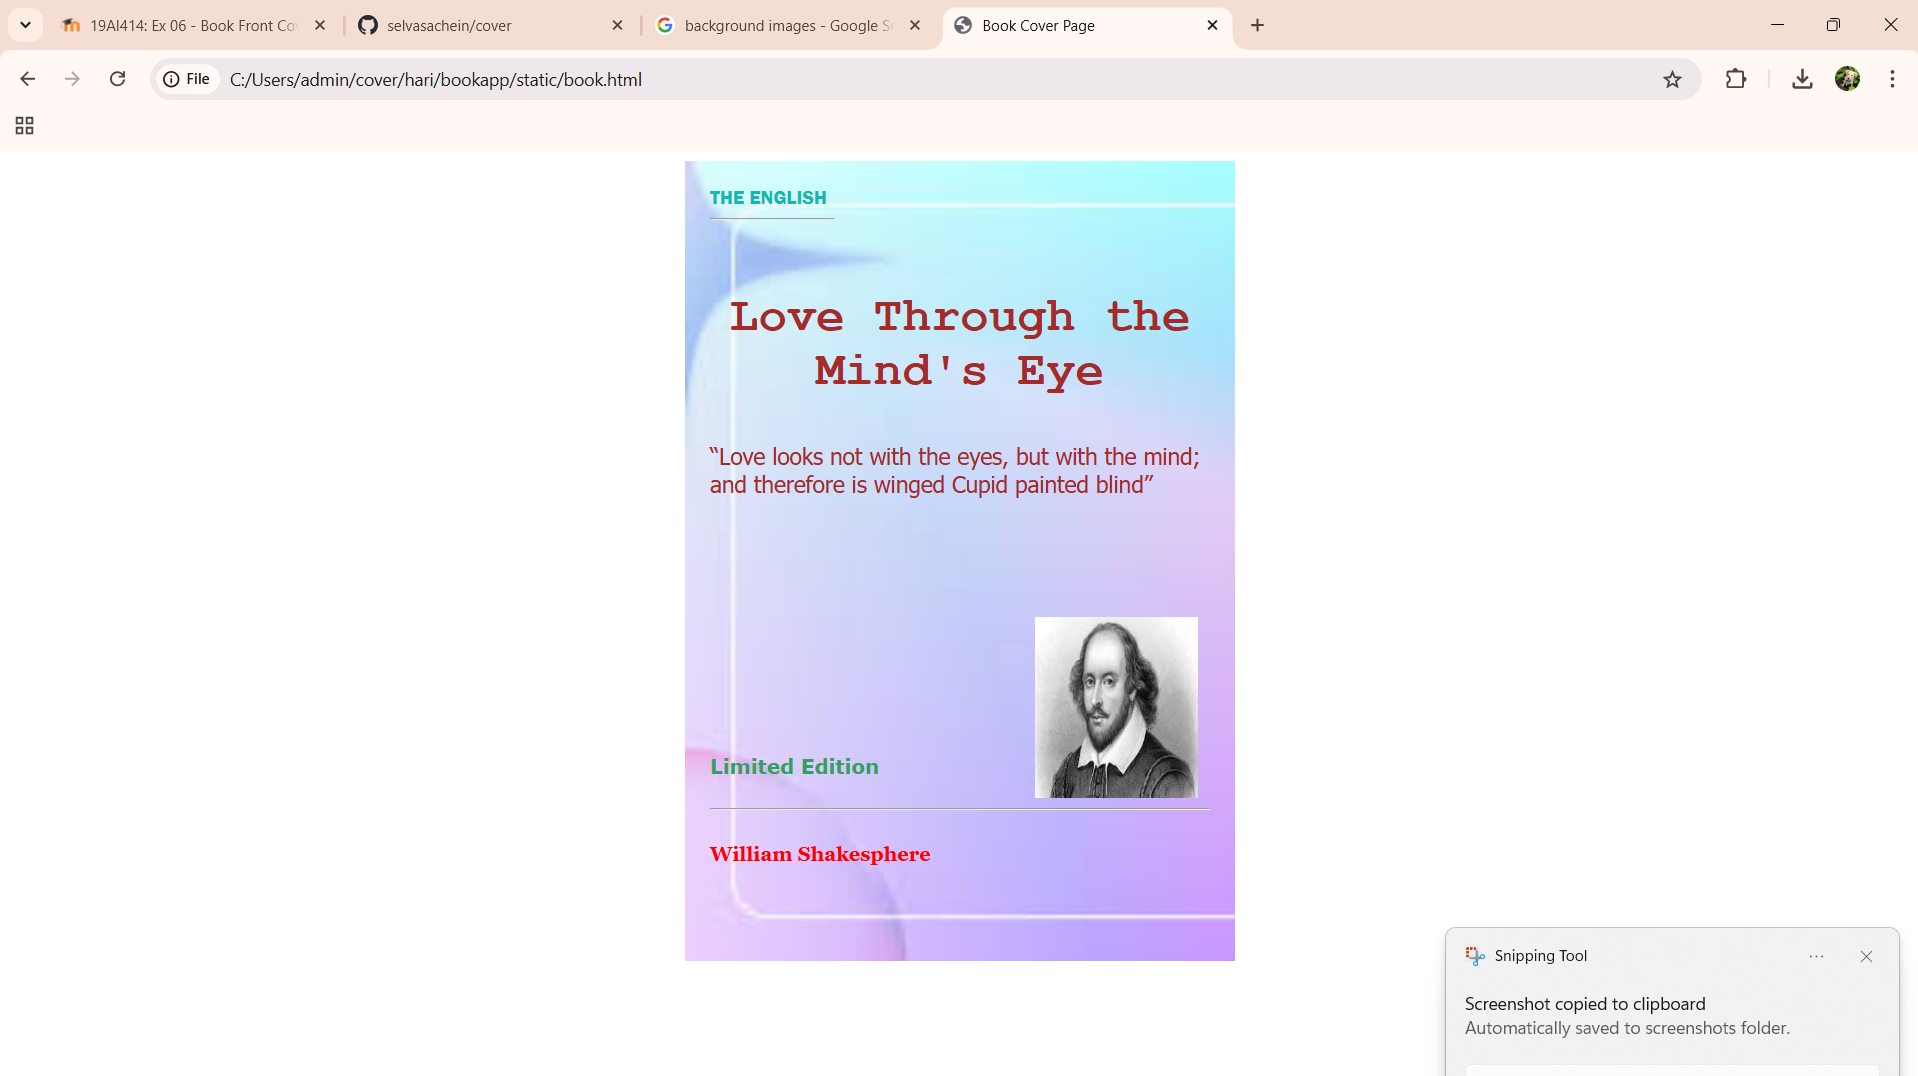 19AI414: Ex 06 - Book Front Co
selvasachein/cover
background images - Google Se
Book Cover Page
File
C:/Users/admin/cover/hari/bookapp/static/book.html
THE ENGLISH
Love Through the
Mind's Eye
“Love looks not with the eyes, but with the mind;
and therefore is winged Cupid painted blind”
Limited Edition
William Shakesphere
Snipping Tool
Screenshot copied to clipboard
Automatically saved to screenshots folder.